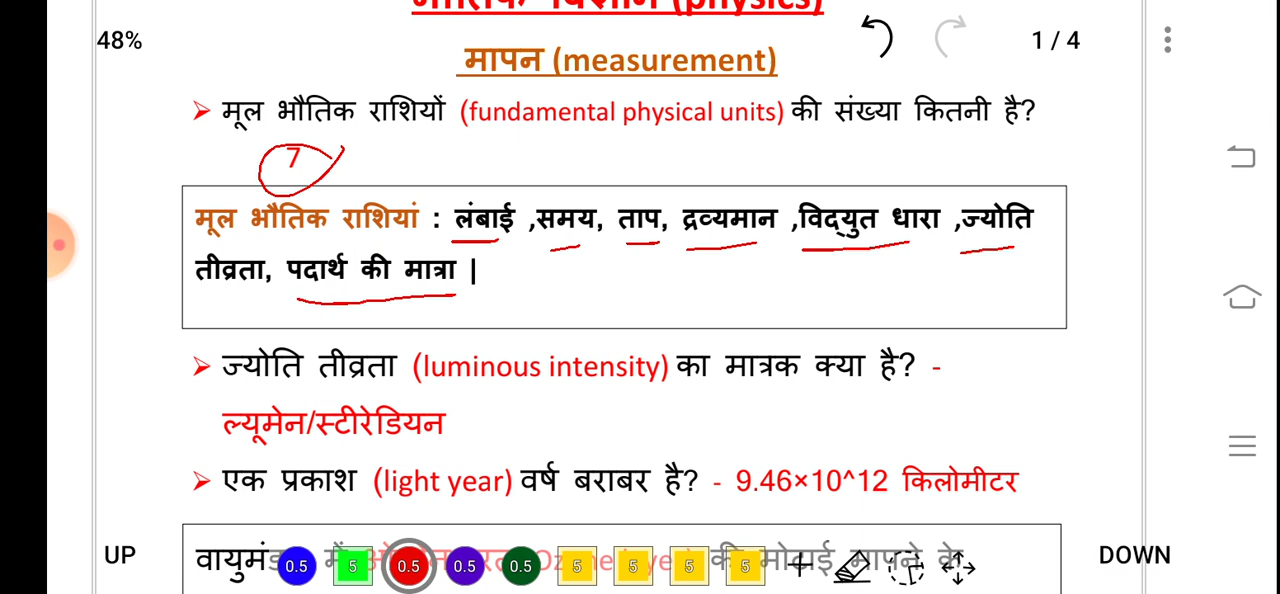 भौतिक विज्ञान (physics)
48%
1 / 4
मापन (measurement)
➢ मूल भौतिक राशियों (fundamental physical units) की संख्या कितनी है?
7
मूल भौतिक राशियां : लंबाई ,समय, ताप, द्रव्यमान ,विद्युत धारा ,ज्योति
तीव्रता, पदार्थ की मात्रा |
➢ ज्योति तीव्रता (luminous intensity) का मात्रक क्या है? -
ल्यूमेन/स्टीरेडियन
➢ एक प्रकाश (light year) वर्ष बराबर है? - 9.46×10^12 किलोमीटर
की मोटाई मापने के
UP
0.5 5 0.5 0.5 0.5 5 5 5 5
DOWN